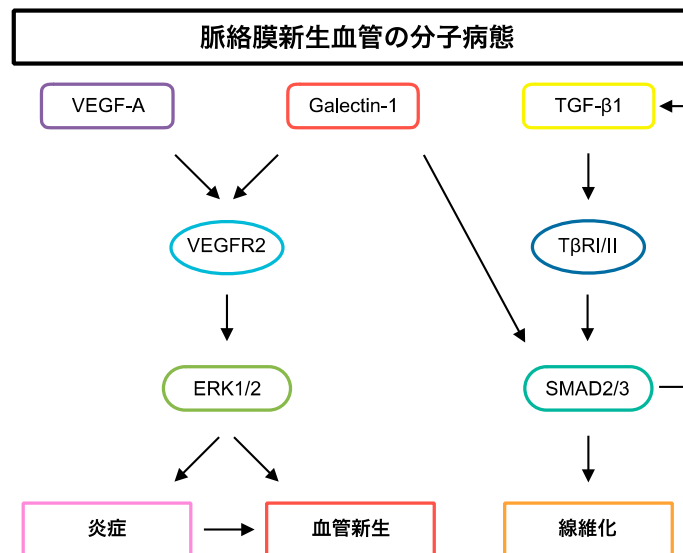 脈絡膜新生血管の分子病態
VEGF-A
Galectin-1
TGF-β1
VEGFR2
TβRI/II
ERK1/2
SMAD2/3
炎症
血管新生
線維化